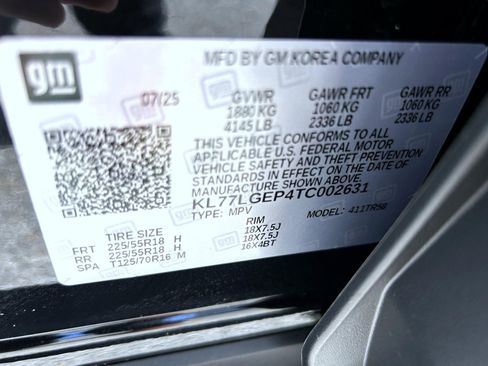 gm
MFD BY GM KOREA COMPANY
07/25 GVWR GAWR FRT GAWR RR
1880 KG 1060 KG 1060 KG
4145 LB 2336 LB 2336 LB
THIS VEHICLE CONFORMS TO ALL
APPLICABLE U.S. FEDERAL MOTOR
VEHICLE SAFETY AND THEFT PREVENTION
STANDARDS IN EFFECT ON THE DATE OF
MANUFACTURE SHOWN ABOVE.
KL77LGEP4TC002631
TYPE: MPV MODEL: 411TR58
TIRE SIZE RIM
FRT 225/55R18 H 18X7.5J
RR 225/55R18 H 18X7.5J
SPA T125/70R16 M 16X4BT